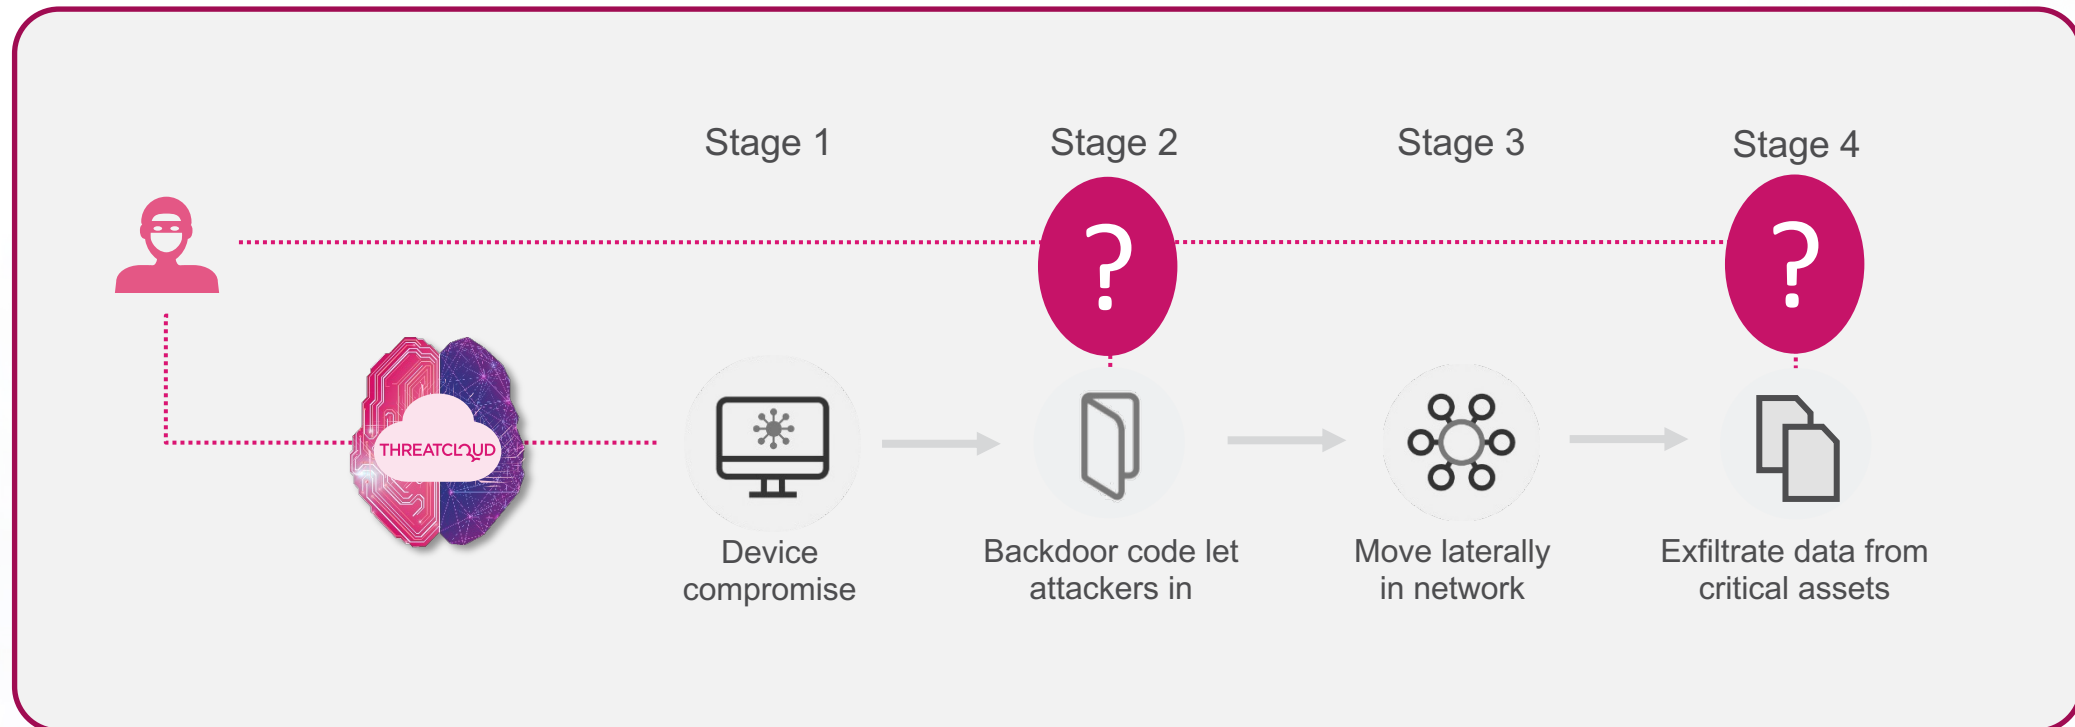 Stage 1
Stage 2
Stage 3
Stage 4
?
?
THREATCLOUD
Device
compromise
Backdoor code let
attackers in
Move laterally
in network
Exfiltrate data from
critical assets